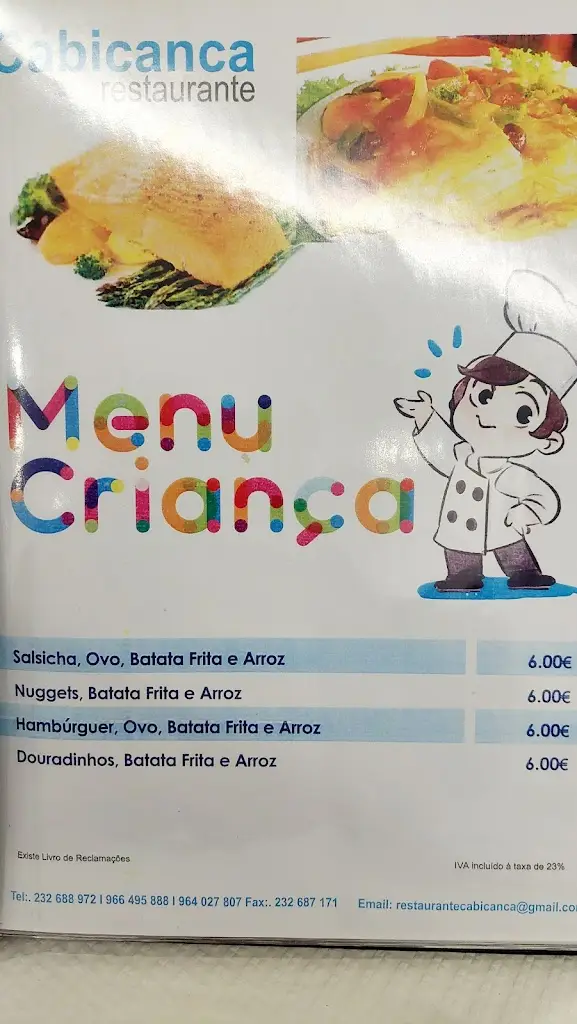 Cabicanca
restaurante
Menu
Criança
Salsicha, Ovo, Batata Frita e Arroz 6.00€
Nuggets, Batata Frita e Arroz 6.00€
Hambúrguer, Ovo, Batata Frita e Arroz 6.00€
Douradinhos, Batata Frita e Arroz 6.00€
Existe Livro de Reclamações
IVA incluído á taxa de 23%
Tel:. 232 688 972 I 966 495 888 I 964 027 807 Fax:. 232 687 171 Email: restaurantecabicanca@gmail.com